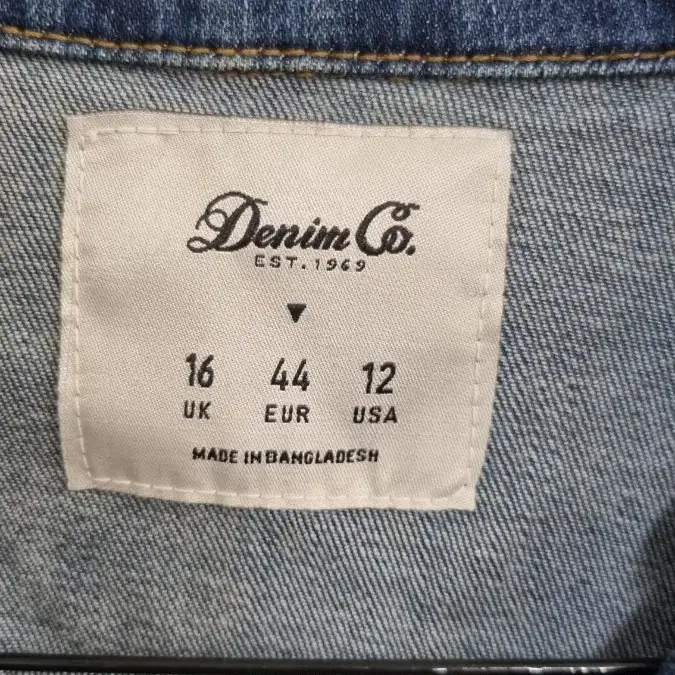 Denim Co.
EST. 1969
16 44 12
UK EUR USA
MADE IN BANGLADESH